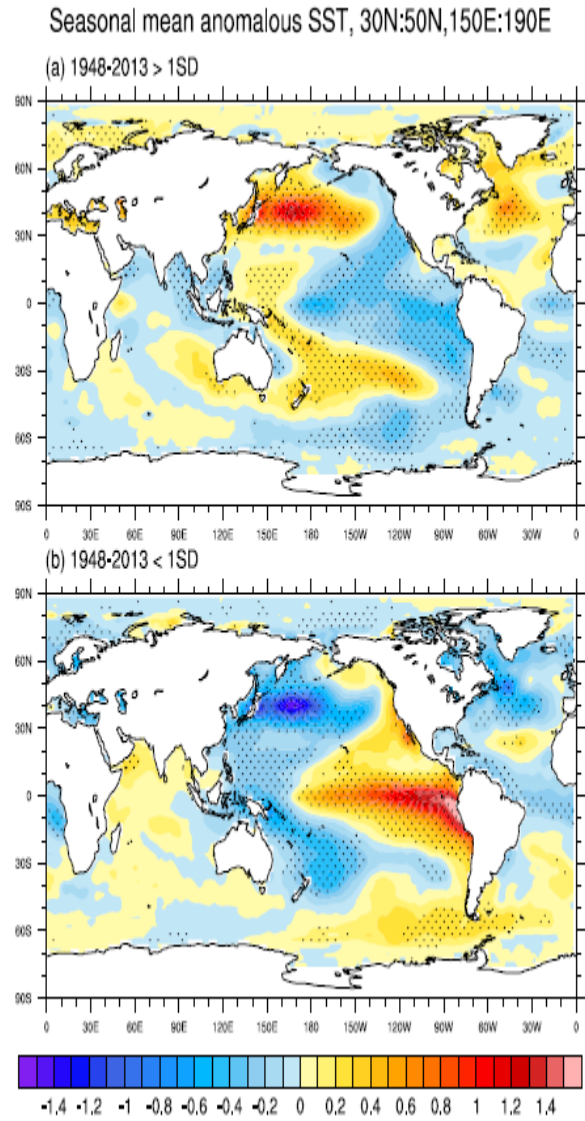 Seasonal mean anomalous SST, 30N:50N,150E:190E
(a) 1948-2013 > 1SD
90N
60N
30N
0
30S
60S
90S
0 30E 60E 90E 120E 150E 180 150W 120W 90W 60W 30W 0
(b) 1948-2013 < 1SD
90N
60N
30N
0
30S
60S
90S
0 30E 60E 90E 120E 150E 180 150W 120W 90W 60W 30W 0
-1.4 -1.2 -1 -0.8 -0.6 -0.4 -0.2 0 0.2 0.4 0.6 0.8 1 1.2 1.4